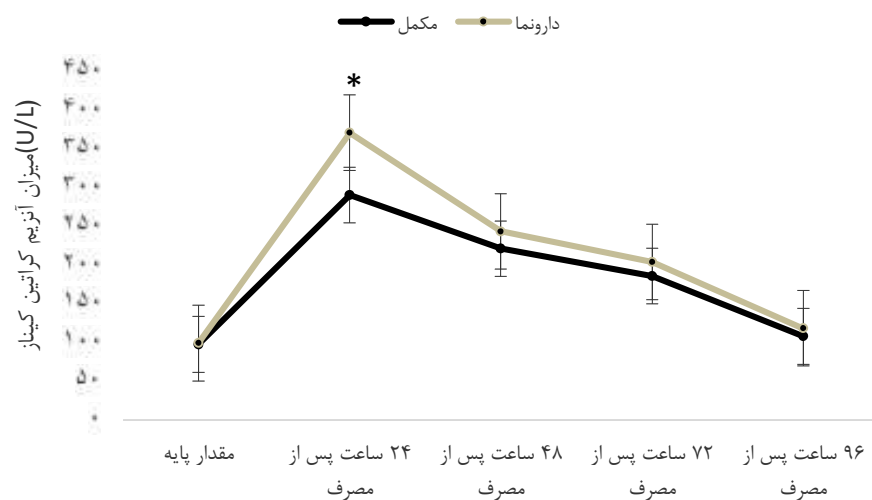 مکمل
دارونما
میزان آنزیم کراتین کیناز(U/L)
۴۵۰
*
۴۰۰
۳۵۰
۳۰۰
۲۵۰
۲۰۰
۱۵۰
۱۰۰
۵۰
۰
مقدار پایه
۲۴ ساعت پس از
مصرف
۴۸ ساعت پس از
مصرف
۷۲ ساعت پس از
مصرف
۹۶ ساعت پس از
مصرف